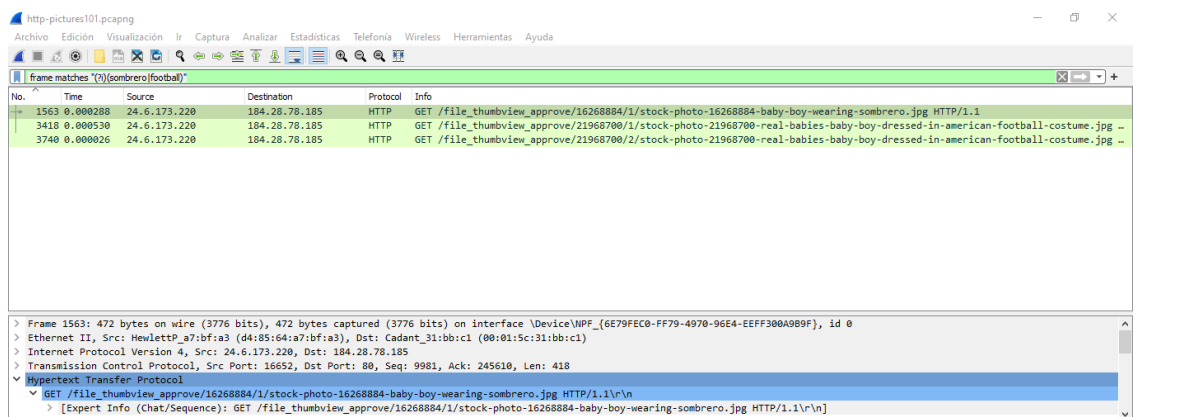 http-pictures101.pcapng
Archivo Edición Visualización Ir Captura Analizar Estadísticas Telefonía Wireless Herramientas Ayuda
frame matches "(?i)(sombrero|football)"
No. Time Source Destination Protocol Info
1563 0.000288 24.6.173.220 184.28.78.185 HTTP GET /file_thumbview_approve/16268884/1/stock-photo-16268884-baby-boy-wearing-sombrero.jpg HTTP/1.1
3418 0.000530 24.6.173.220 184.28.78.185 HTTP GET /file_thumbview_approve/21968700/1/stock-photo-21968700-real-babies-baby-boy-dressed-in-american-football-costume.jpg …
3740 0.000026 24.6.173.220 184.28.78.185 HTTP GET /file_thumbview_approve/21968700/2/stock-photo-21968700-real-babies-baby-boy-dressed-in-american-football-costume.jpg …
Frame 1563: 472 bytes on wire (3776 bits), 472 bytes captured (3776 bits) on interface \Device\NPF_{6E79FEC0-FF79-4970-96E4-EEFF300A9B9F}, id 0
Ethernet II, Src: HewlettP_a7:bf:a3 (d4:85:64:a7:bf:a3), Dst: Cadant_31:bb:c1 (00:01:5c:31:bb:c1)
Internet Protocol Version 4, Src: 24.6.173.220, Dst: 184.28.78.185
Transmission Control Protocol, Src Port: 16652, Dst Port: 80, Seq: 9981, Ack: 245610, Len: 418
Hypertext Transfer Protocol
GET /file_thumbview_approve/16268884/1/stock-photo-16268884-baby-boy-wearing-sombrero.jpg HTTP/1.1\r\n
[Expert Info (Chat/Sequence): GET /file_thumbview_approve/16268884/1/stock-photo-16268884-baby-boy-wearing-sombrero.jpg HTTP/1.1\r\n]